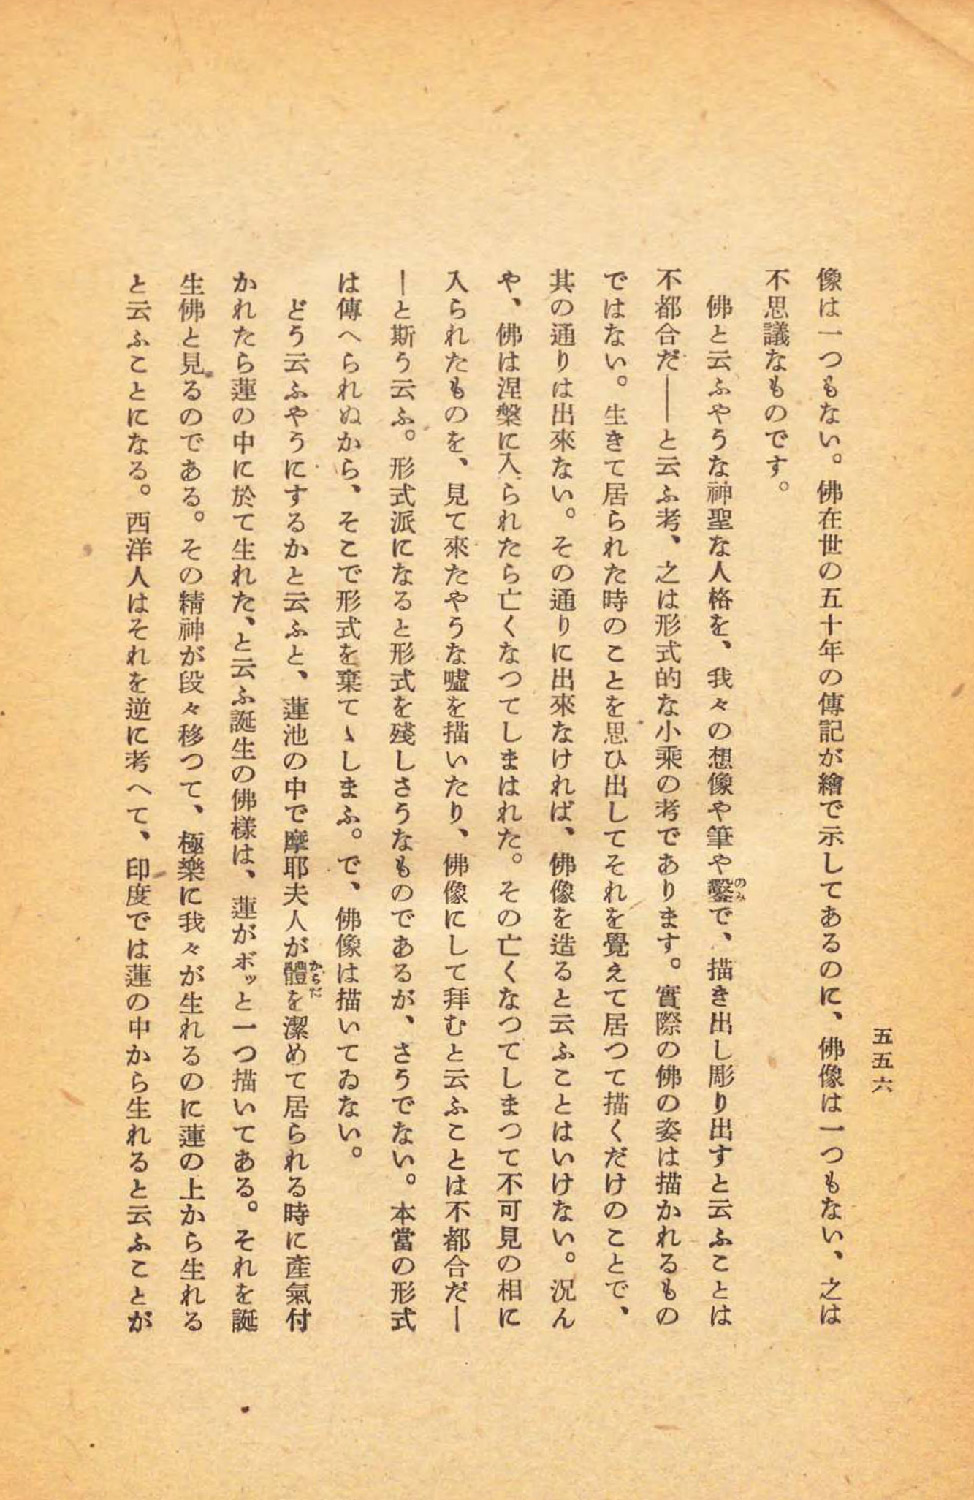 五五六
像は一つもない。佛在世の五十年の傳記が繪で示してあるのに、佛像は一つもない、之は
不思議なものです。
佛と云ふやうな神聖な人格を、我々の想像や筆や鑿で、描き出し彫り出すと云ふことは
のみ
不都合だ――と云ふ考、之は形式的な小乘の考であります。實際の佛の姿は描かれるもの
ではない。生きて居られた時のことを思ひ出してそれを覺えて居つて描くだけのことで、
其の通りは出來ない。その通りに出來なければ、佛像を造ると云ふことはいけない。況ん
や、佛は涅槃に入られたら亡くなつてしまはれた。その亡くなつてしまつて不可見の相に
入られたものを、見て來たやうな嘘を描いたり、佛像にして拜むと云ふことは不都合だ―
―と斯う云ふ。形式派になると形式を殘しさうなものであるが、さうでない。本當の形式
は傳へられぬから、そこで形式を棄てゝしまふ。で、佛像は描いてゐない。
どう云ふやうにするかと云ふと、蓮池の中で摩耶夫人が體を潔めて居られる時に產氣付
からだ
かれたら蓮の中に於て生れた、と云ふ誕生の佛樣は、蓮がボッと一つ描いてある。それを誕
生佛と見るのである。その精神が段々移つて、極樂に我々が生れるのに蓮の上から生れる
と云ふことになる。西洋人はそれを逆に考へて、印度では蓮の中から生れると云ふことが